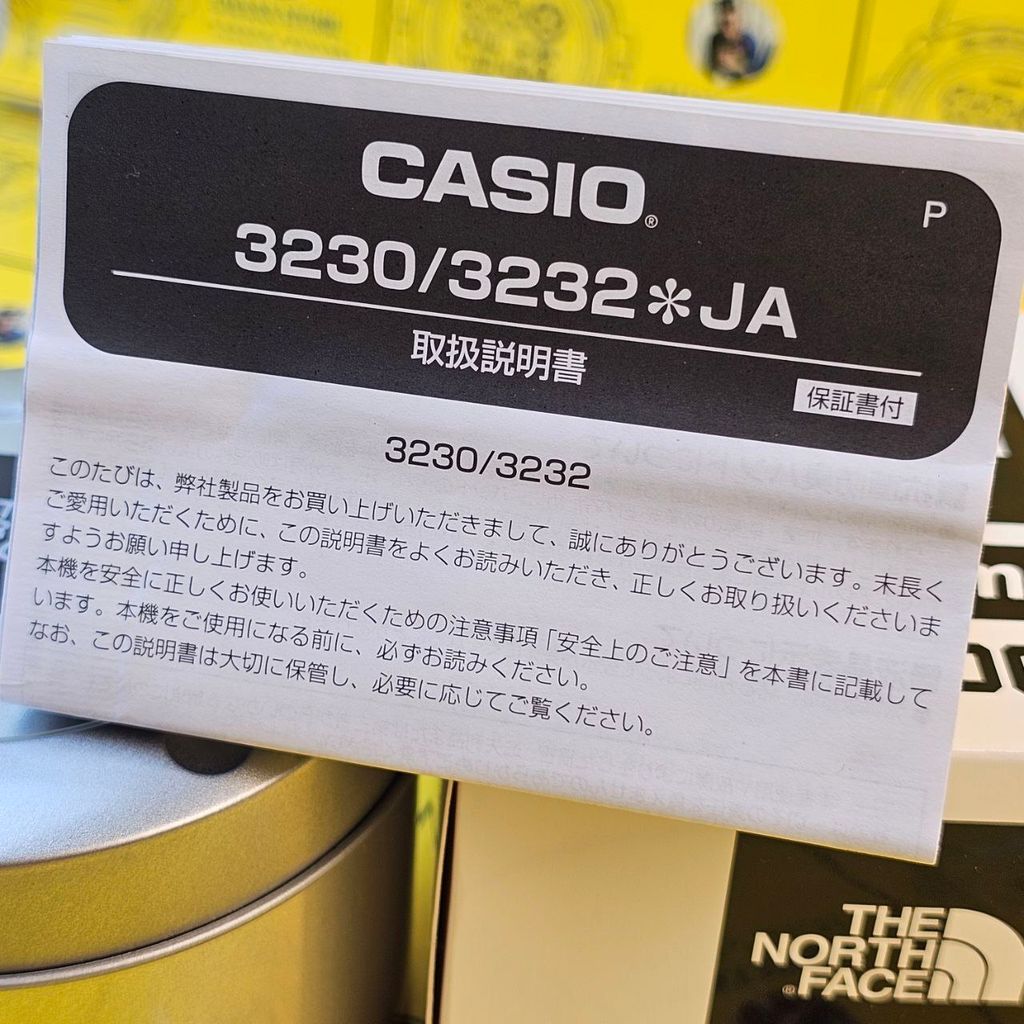 CASIO®
P
3230/3232＊JA
取扱説明書
保証書付
3230/3232
このたびは、弊社製品をお買い上げいただきまして、誠にありがとうございます。末長く
ご愛用いただくために、この説明書をよくお読みいただき、正しくお取り扱いくださいま
すようお願い申し上げます。
本機を安全に正しくお使いいただくための注意事項「安全上のご注意」を本書に記載して
います。本機をご使用になる前に、必ずお読みください。
なお、この説明書は大切に保管し、必要に応じてご覧ください。
THE
NORTH
®FACE